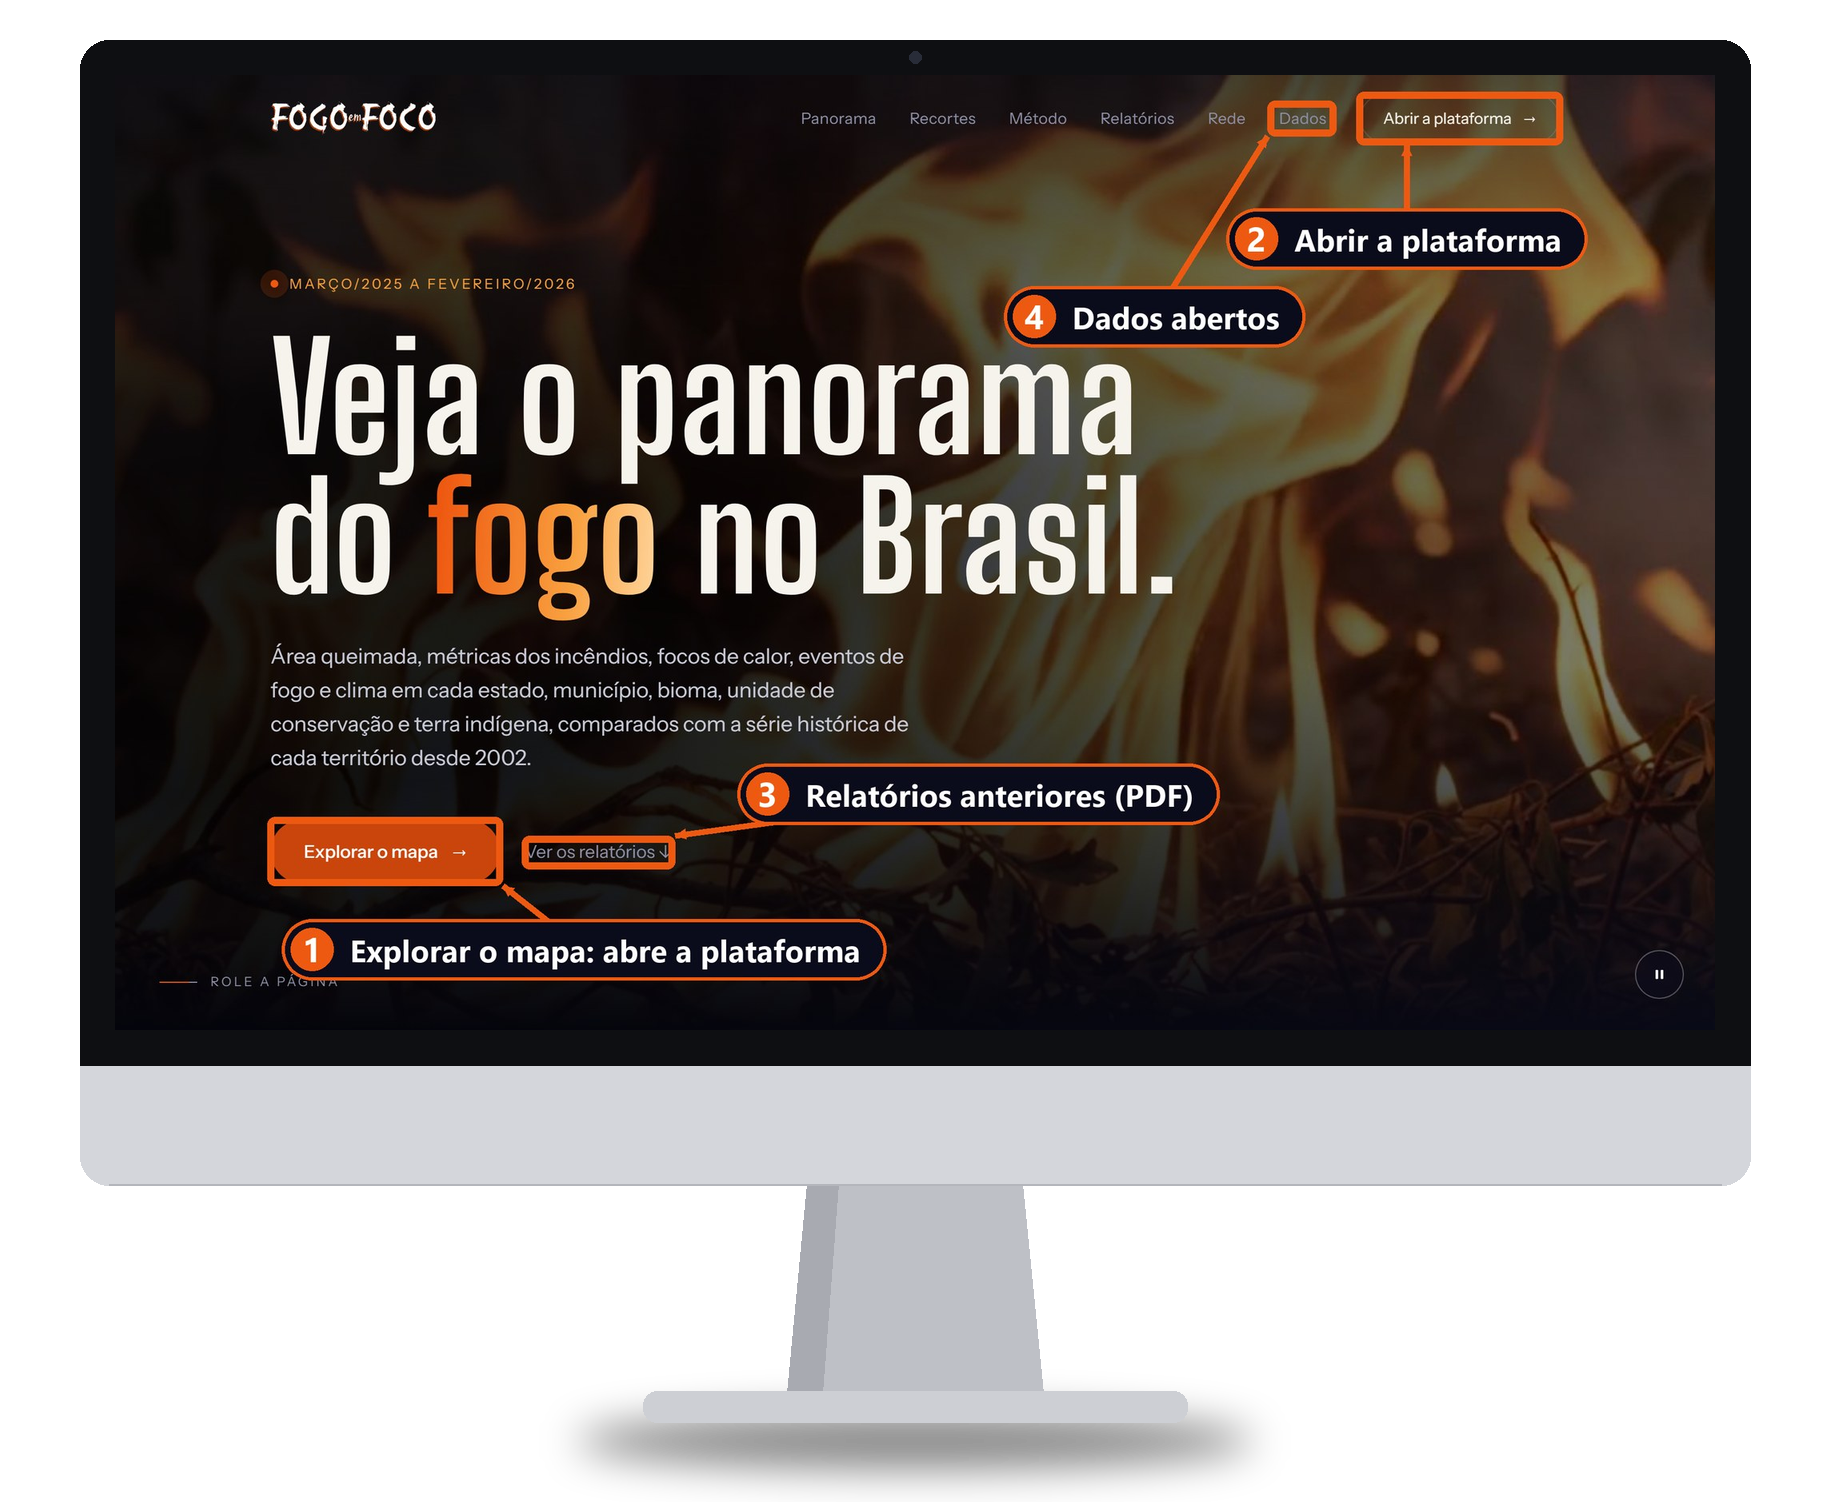 FOGO em FOCO
Panorama Recortes Método Relatórios Rede Dados Abrir a plataforma →
2 Abrir a plataforma
MARÇO/2025 A FEVEREIRO/2026
4 Dados abertos
Veja o panorama
do fogo no Brasil.
Área queimada, métricas dos incêndios, focos de calor, eventos de
fogo e clima em cada estado, município, bioma, unidade de
conservação e terra indígena, comparados com a série histórica de
cada território desde 2002.
3 Relatórios anteriores (PDF)
Explorar o mapa → Ver os relatórios ↓
1 Explorar o mapa: abre a plataforma
ROLE A PÁGINA